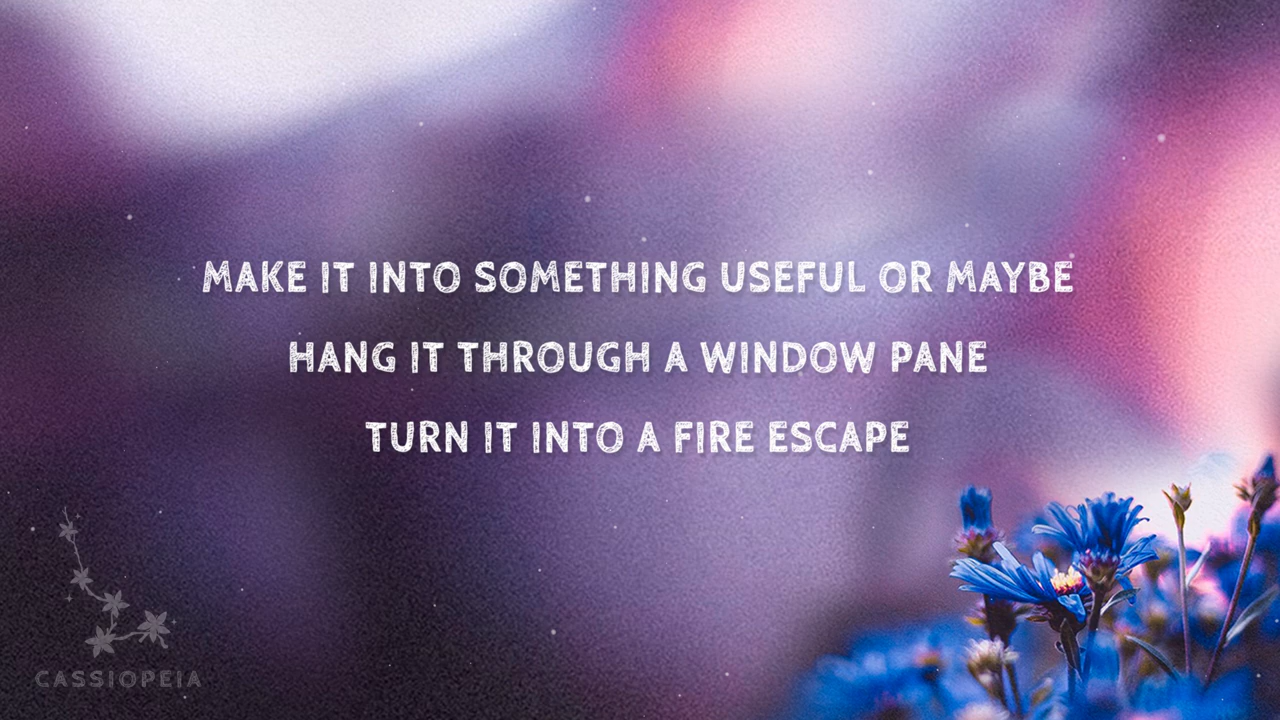 MAKE IT INTO SOMETHING USEFUL OR MAYBE
HANG IT THROUGH A WINDOW PANE
TURN IT INTO A FIRE ESCAPE
CASSIOPEIA